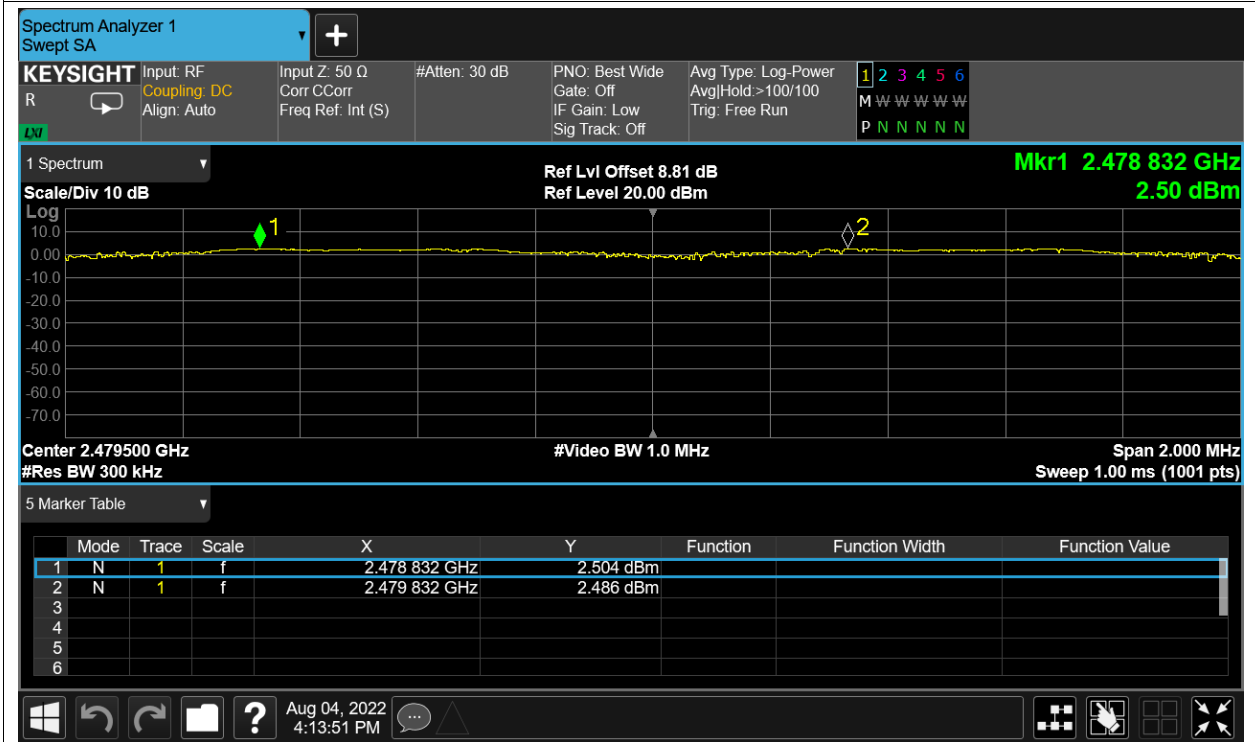 Spectrum Analyzer 1
Swept SA
+
KEYSIGHT Input: RF Input Z: 50 Ω #Atten: 30 dB PNO: Best Wide Avg Type: Log-Power 1 2 3 4 5 6
R Coupling: DC Corr CCorr Gate: Off Avg|Hold:>100/100 M W W W W W
Align: Auto Freq Ref: Int (S) IF Gain: Low Trig: Free Run
LXI Sig Track: Off P N N N N N
1 Spectrum Ref Lvl Offset 8.81 dB Mkr1 2.478 832 GHz
Scale/Div 10 dB Ref Level 20.00 dBm 2.50 dBm
Log
10.0 1 2
0.00
-10.0
-20.0
-30.0
-40.0
-50.0
-60.0
-70.0
Center 2.479500 GHz #Video BW 1.0 MHz Span 2.000 MHz
#Res BW 300 kHz Sweep 1.00 ms (1001 pts)
5 Marker Table
Mode Trace Scale X Y Function Function Width Function Value
1 N 1 f 2.478 832 GHz 2.504 dBm
2 N 1 f 2.479 832 GHz 2.486 dBm
3
4
5
6
? Aug 04, 2022
4:13:51 PM